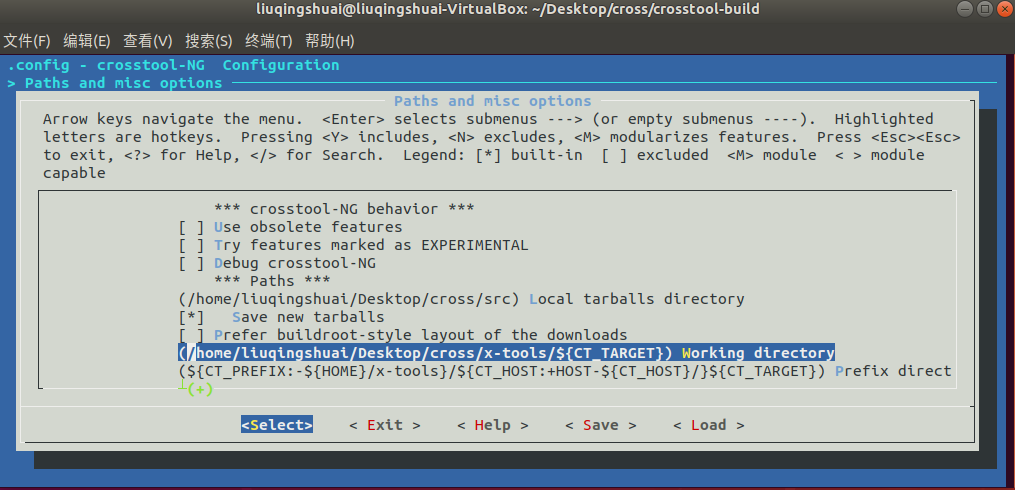 liuqingshuai@liuqingshuai-VirtualBox: ~/Desktop/cross/crosstool-build
文件(F) 编辑(E) 查看(V) 搜索(S) 终端(T) 帮助(H)
.config - crosstool-NG  Configuration
> Paths and misc options
Paths and misc options
Arrow keys navigate the menu.  <Enter> selects submenus ---> (or empty submenus ----).  Highlighted
letters are hotkeys.  Pressing <Y> includes, <N> excludes, <M> modularizes features.  Press <Esc><Esc>
to exit, <?> for Help, </> for Search.  Legend: [*] built-in  [ ] excluded  <M> module  < > module
capable
*** crosstool-NG behavior ***
[ ] Use obsolete features
[ ] Try features marked as EXPERIMENTAL
[ ] Debug crosstool-NG
*** Paths ***
(/home/liuqingshuai/Desktop/cross/src) Local tarballs directory
[*]   Save new tarballs
[ ] Prefer buildroot-style layout of the downloads
(/home/liuqingshuai/Desktop/cross/x-tools/${CT_TARGET}) Working directory
(${CT_PREFIX:-${HOME}/x-tools}/${CT_HOST:+HOST-${CT_HOST}/}${CT_TARGET}) Prefix direct
(+)
<Select>    < Exit >    < Help >    < Save >    < Load >